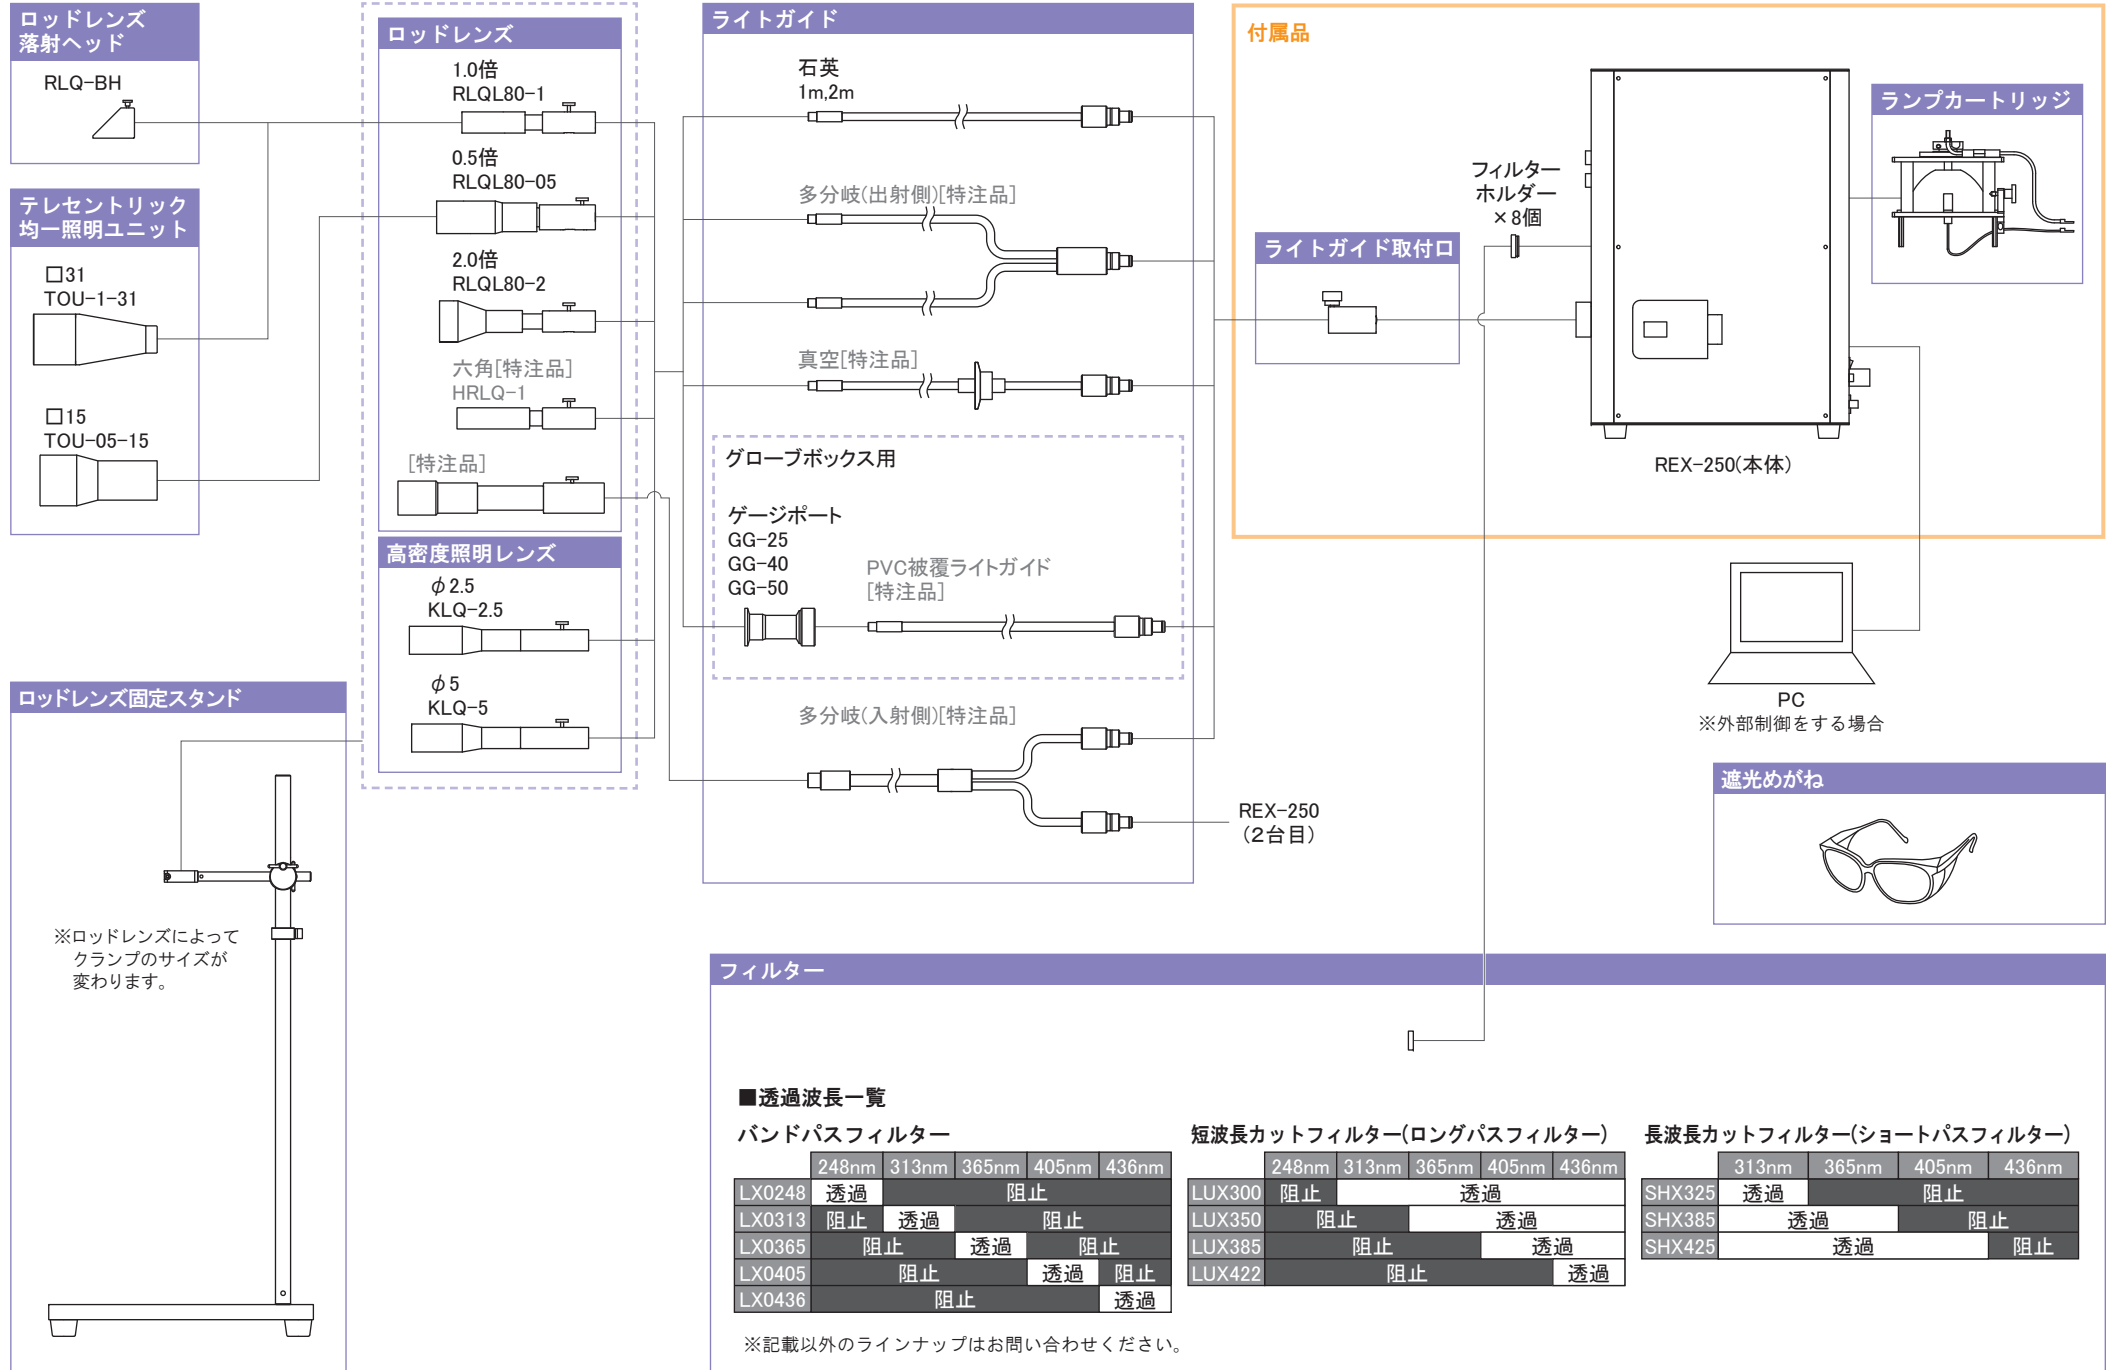 ロッドレンズ
落射ヘッド
RLQ-BH
テレセントリック
均一照明ユニット
□31
TOU-1-31
□15
TOU-05-15
ロッドレンズ
1.0倍
RLQL80-1
0.5倍
RLQL80-05
2.0倍
RLQL80-2
六角[特注品]
HRLQ-1
[特注品]
高密度照明レンズ
φ2.5
KLQ-2.5
φ5
KLQ-5
ロッドレンズ固定スタンド
※ロッドレンズによって
クランプのサイズが
変わります。
ライトガイド
石英
1m,2m
多分岐(出射側)[特注品]
真空[特注品]
グローブボックス用
ゲージポート
GG-25
GG-40
GG-50
PVC被覆ライトガイド
[特注品]
多分岐(入射側)[特注品]
REX-250
(2台目)
付属品
ライトガイド取付口
フィルター
ホルダー
×8個
ランプカートリッジ
REX-250(本体)
PC
※外部制御をする場合
遮光めがね
フィルター
■透過波長一覧
バンドパスフィルター
248nm 313nm 365nm 405nm 436nm
LX0248 透過 阻止
LX0313 阻止 透過 阻止
LX0365 阻止 透過 阻止
LX0405 阻止 透過 阻止
LX0436 阻止 透過
短波長カットフィルター(ロングパスフィルター)
248nm 313nm 365nm 405nm 436nm
LUX300 阻止 透過
LUX350 阻止 透過
LUX385 阻止 透過
LUX422 阻止 透過
長波長カットフィルター(ショートパスフィルター)
313nm 365nm 405nm 436nm
SHX325 透過 阻止
SHX385 透過 阻止
SHX425 透過 阻止
※記載以外のラインナップはお問い合わせください。